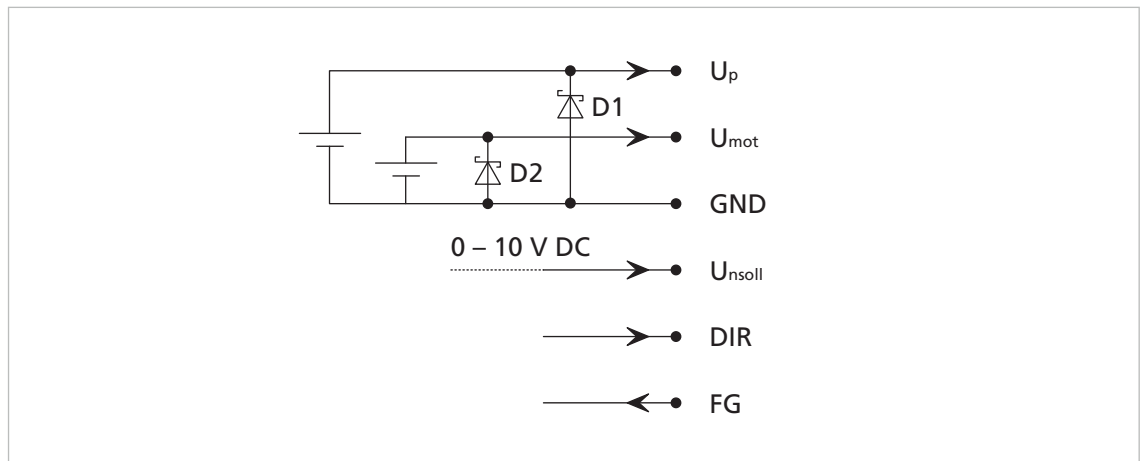 Up
D1
Umot
D2
GND
0 – 10 V DC
Unsoll
DIR
FG